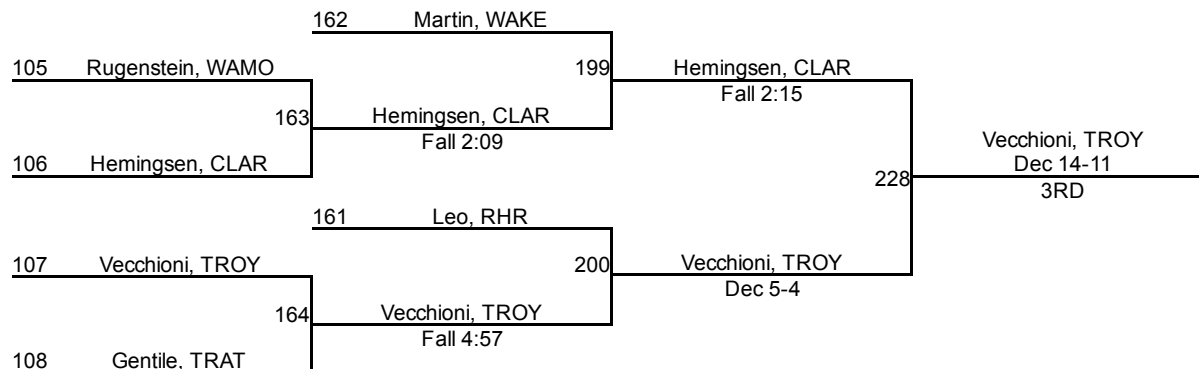 162 Martin, WAKE
105 Rugenstein, WAMO
199 Hemingsen, CLAR
Fall 2:15
163 Hemingsen, CLAR
Fall 2:09
Vecchioni, TROY
Dec 14-11
106 Hemingsen, CLAR
228
3RD
161 Leo, RHR
107 Vecchioni, TROY
200 Vecchioni, TROY
Dec 5-4
164 Vecchioni, TROY
Fall 4:57
108 Gentile, TRAT